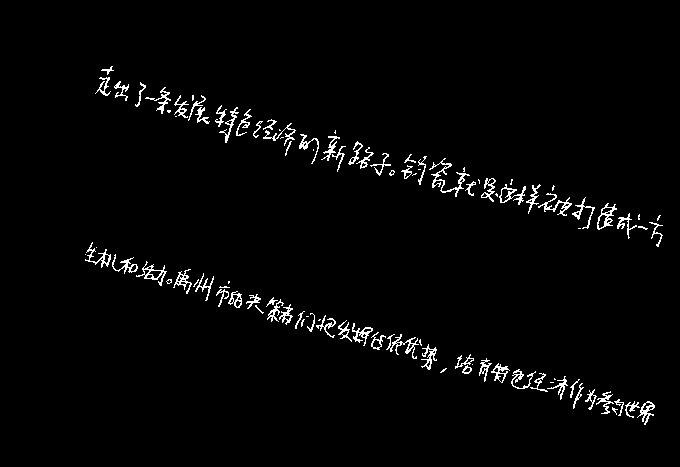 走出了一条发展特色经济的新路子。钧瓷就是这样被打造成一方
生机和活力。禹州市的决策者们把发挥传统优势，培育特色经济作为参与世界